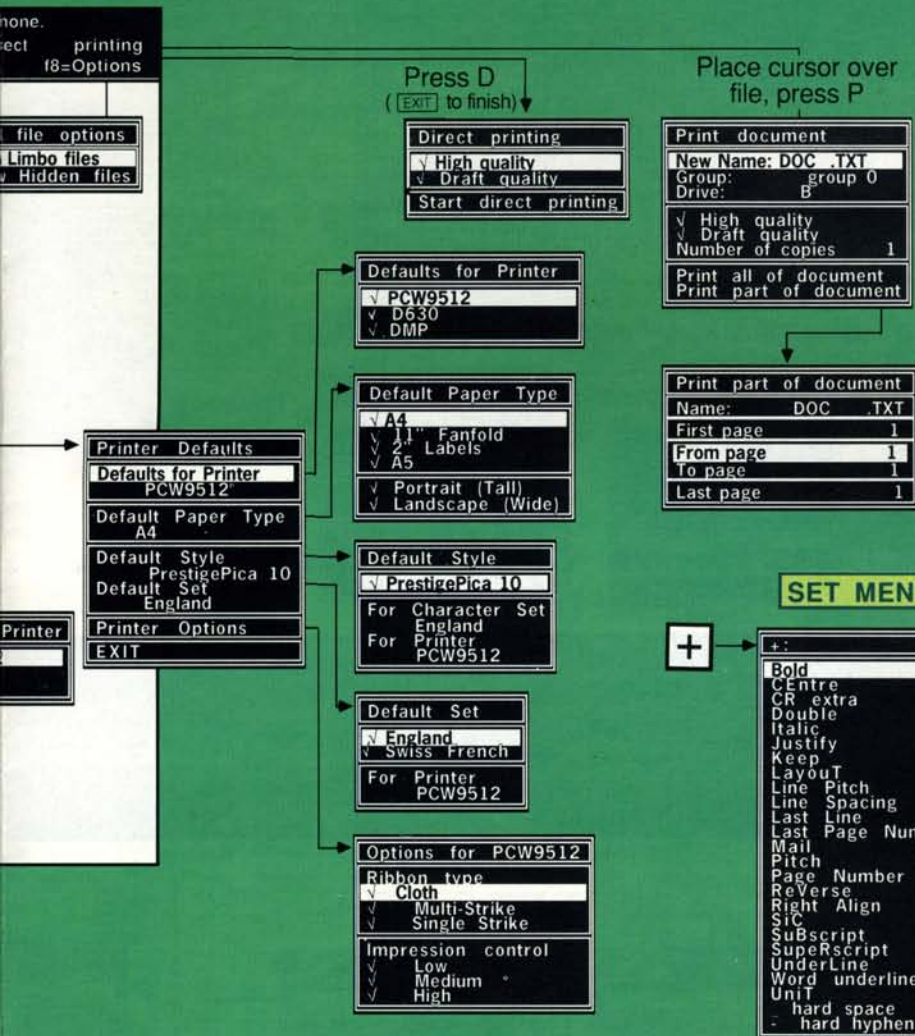 hone.
ect printing
f8=Options
file options
Limbo files
Hidden files
Press D
( EXIT to finish)
Direct printing
√ High quality
√ Draft quality
Start direct printing
Place cursor over
file, press P
Print document
New Name: DOC .TXT
Group: group 0
Drive: B
√ High quality
√ Draft quality
Number of copies 1
Print all of document
Print part of document
Print part of document
Name: DOC .TXT
First page 1
From page 1
To page 1
Last page 1
Defaults for Printer
√ PCW9512
√ D630
√ DMP
Default Paper Type
√ A4
√ 11" Fanfold
√ 2" Labels
√ A5
√ Portrait (Tall)
√ Landscape (Wide)
Printer Defaults
Defaults for Printer
PCW9512
Default Paper Type
A4
Default Style
PrestigePica 10
Default Set
England
Printer Options
EXIT
Printer
Default Style
√ PrestigePica 10
For Character Set
England
For Printer
PCW9512
Default Set
√ England
√ Swiss French
For Printer
PCW9512
Options for PCW9512
Ribbon type
√ Cloth
√ Multi-Strike
√ Single Strike
Impression control
√ Low
√ Medium
√ High
SET MEN
+
+:
Bold
CEntre
CR extra
Double
Italic
Justify
Keep
LayouT
Line Pitch
Line Spacing
Last Line
Last Page Num
Mail
Pitch
Page Number
ReVerse
Right Align
SiC
SuBscript
SupeRscript
UnderLine
Word underline
UniT
hard space
- hard hyphen